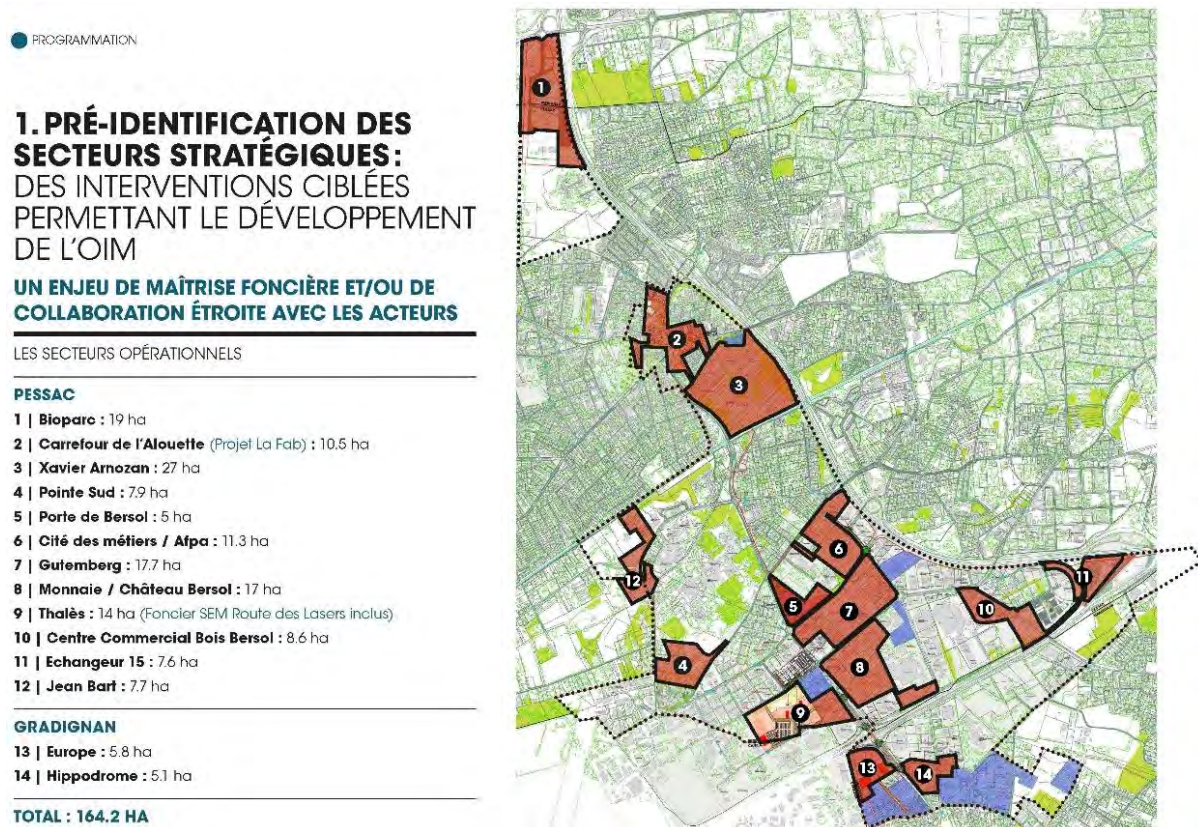 PROGRAMMATION
1. PRÉ-IDENTIFICATION DES
SECTEURS STRATÉGIQUES :
DES INTERVENTIONS CIBLÉES
PERMETTANT LE DÉVELOPPEMENT
DE L'OIM
UN ENJEU DE MAÎTRISE FONCIÈRE ET/OU DE
COLLABORATION ÉTROITE AVEC LES ACTEURS
LES SECTEURS OPÉRATIONNELS
PESSAC
1 | Bioparc : 19 ha
2 | Carrefour de l'Alouette (Projet La Fab) : 10.5 ha
3 | Xavier Arnozan : 27 ha
4 | Pointe Sud : 7.9 ha
5 | Porte de Bersol : 5 ha
6 | Cité des métiers / Afpa : 11.3 ha
7 | Gutemberg : 17.7 ha
8 | Monnaie / Château Bersol : 17 ha
9 | Thalès : 14 ha (Foncier SEM Route des Lasers inclus)
10 | Centre Commercial Bois Bersol : 8.6 ha
11 | Echangeur 15 : 7.6 ha
12 | Jean Bart : 7.7 ha
GRADIGNAN
13 | Europe : 5.8 ha
14 | Hippodrome : 5.1 ha
TOTAL : 164.2 HA
1
2
3
6
12
11
5
10
7
4
8
9
13
14